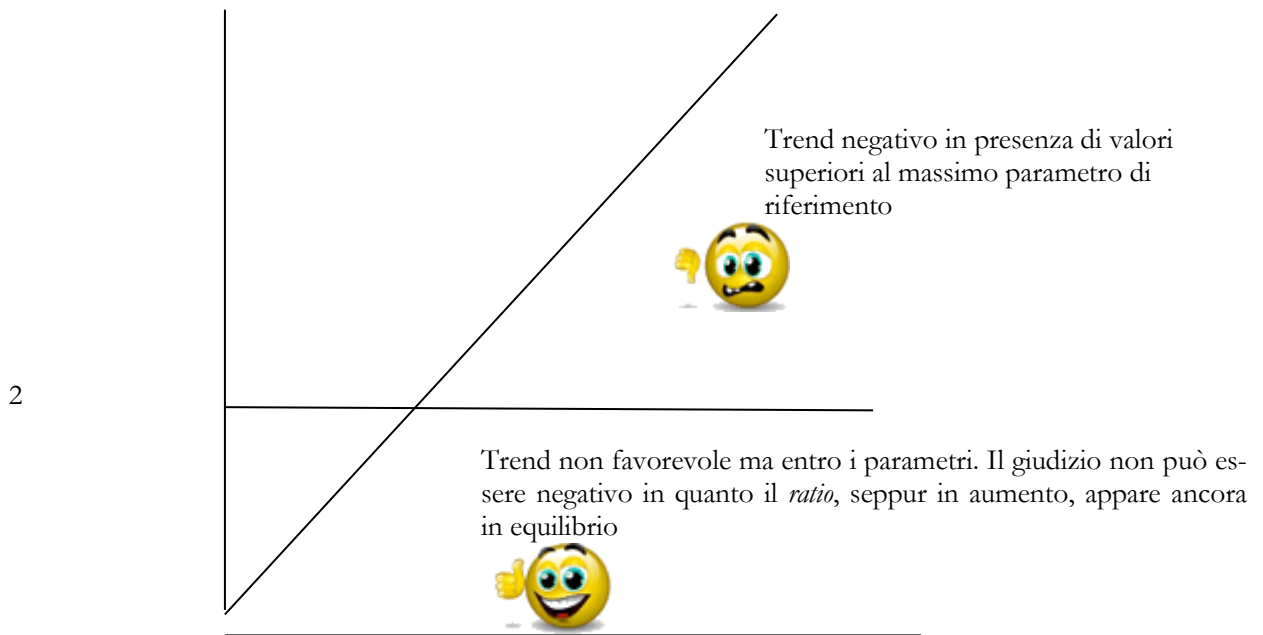 Trend negativo in presenza di valori
superiori al massimo parametro di
riferimento
2
Trend non favorevole ma entro i parametri. Il giudizio non può es-
sere negativo in quanto il ratio, seppur in aumento, appare ancora
in equilibrio